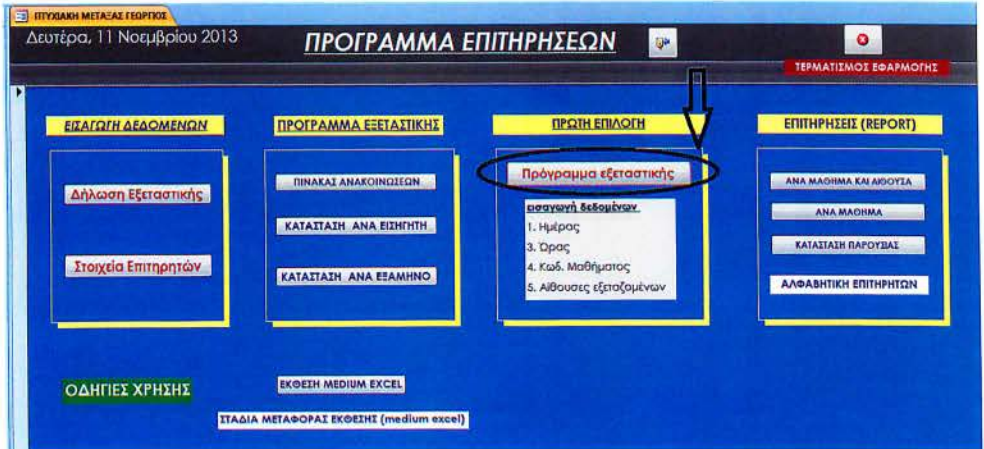 ΠΤΥΧΙΑΚΗ ΜΕΤΑΞΑΣ ΓΕΩΡΓΙΟΣ
Δευτέρα, 11 Νοεμβρίου 2013
ΠΡΟΓΡΑΜΜΑ ΕΠΙΤΗΡΗΣΕΩΝ
ΤΕΡΜΑΤΙΣΜΟΣ ΕΦΑΡΜΟΓΗΣ
ΕΙΣΑΓΩΓΗ ΔΕΔΟΜΕΝΩΝ
Δήλωση Εξεταστικής
Στοιχεία Επιτηρητών
ΠΡΟΓΡΑΜΜΑ ΕΞΕΤΑΣΤΙΚΗΣ
ΠΙΝΑΚΑΣ ΑΝΑΚΟΙΝΩΣΕΩΝ
ΚΑΤΑΣΤΑΣΗ ΑΝΑ ΕΙΣΗΓΗΤΗ
ΚΑΤΑΣΤΑΣΗ ΑΝΑ ΕΞΑΜΗΝΟ
ΠΡΩΤΗ ΕΠΙΛΟΓΗ
Πρόγραμμα εξεταστικής
εισαγωγή δεδομένων
1. Ημέρας
3. Ώρας
4. Κωδ. Μαθήματος
5. Αίθουσες εξεταζομένων
ΕΠΙΤΗΡΗΣΕΙΣ (REPORT)
ΑΝΑ ΜΑΘΗΜΑ ΚΑΙ ΑΙΘΟΥΣΑ
ΑΝΑ ΜΑΘΗΜΑ
ΚΑΤΑΣΤΑΣΗ ΠΑΡΟΥΣΙΑΣ
ΑΛΦΑΒΗΤΙΚΗ ΕΠΙΤΗΡΗΤΩΝ
ΟΔΗΓΙΕΣ ΧΡΗΣΗΣ
ΕΚΘΕΣΗ MEDIUM EXCEL
ΣΤΑΔΙΑ ΜΕΤΑΦΟΡΑΣ ΕΚΘΕΣΗΣ (medium excel)